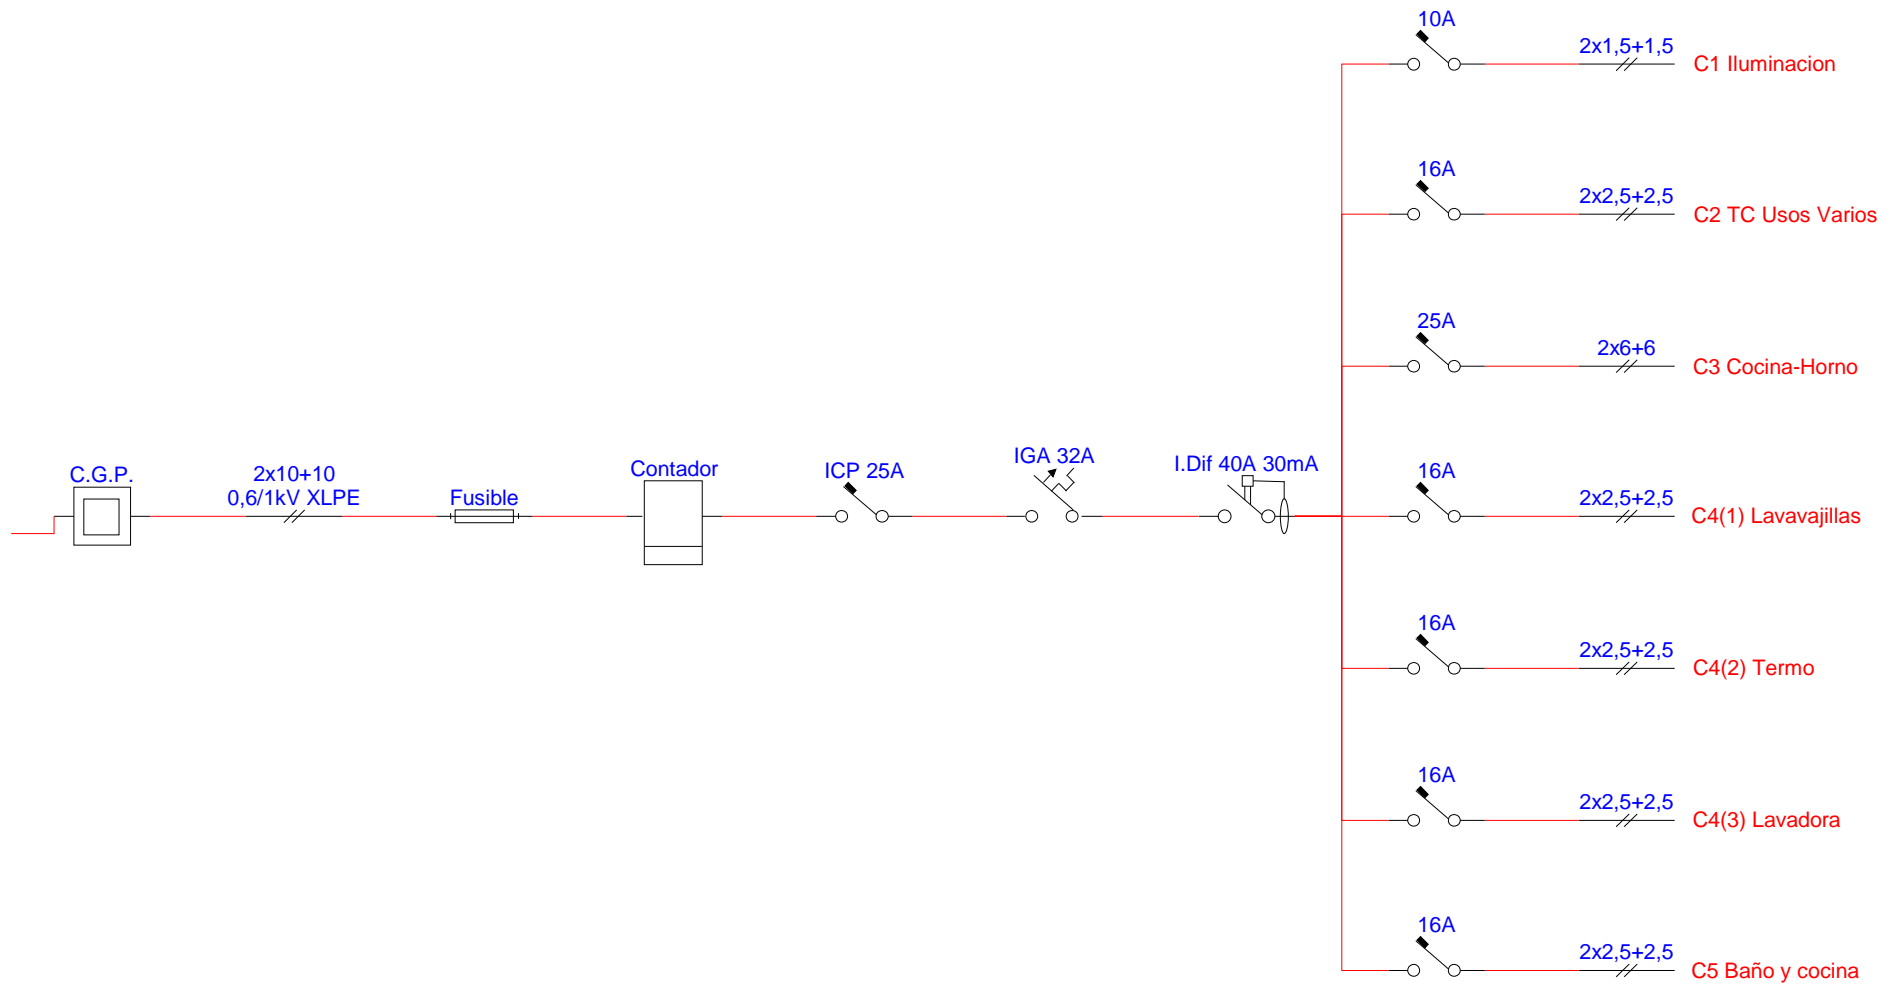 10A
2x1,5+1,5
C1 Iluminacion
16A
2x2,5+2,5
C2 TC Usos Varios
25A
2x6+6
C3 Cocina-Horno
C.G.P.
2x10+10
0,6/1kV XLPE
Fusible
Contador
ICP 25A
IGA 32A
I.Dif 40A 30mA
16A
2x2,5+2,5
C4(1) Lavavajillas
16A
2x2,5+2,5
C4(2) Termo
16A
2x2,5+2,5
C4(3) Lavadora
16A
2x2,5+2,5
C5 Baño y cocina